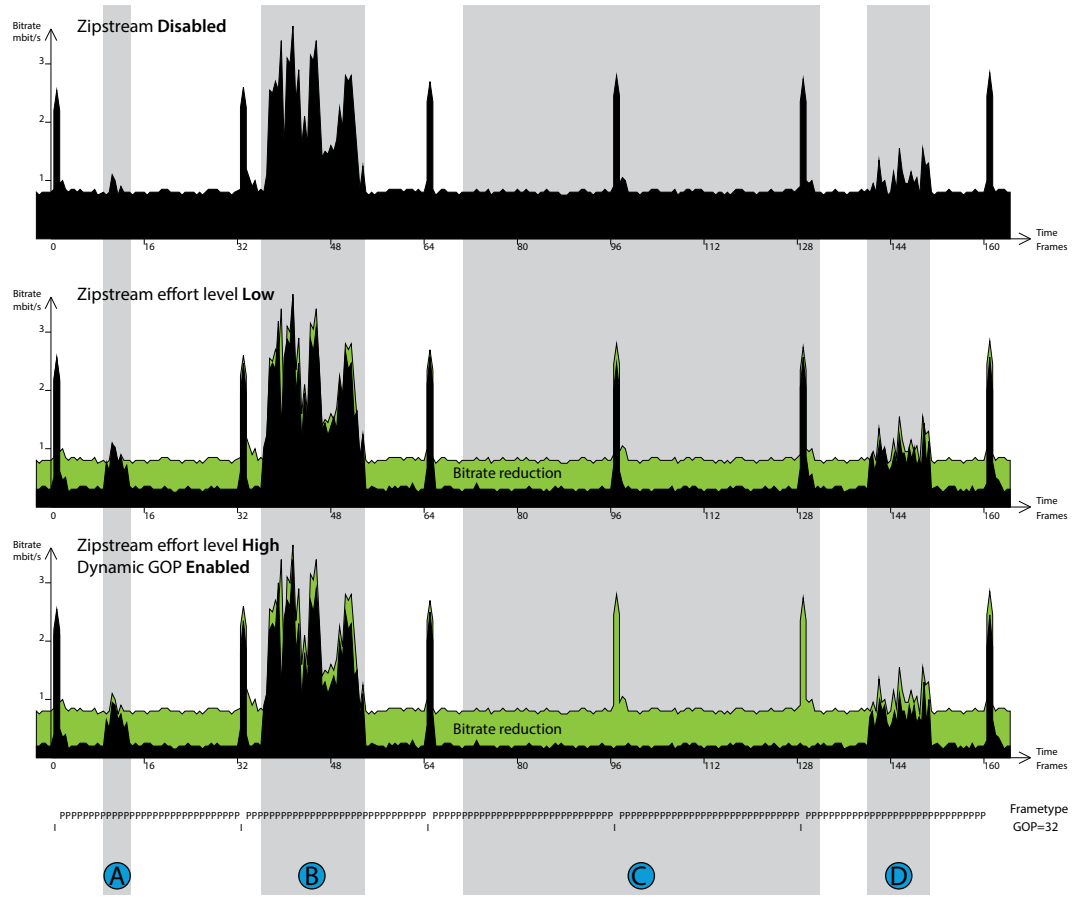 Bitrate
mbit/s
Zipstream Disabled
3
2
1
0 16 32 48 64 80 96 112 128 144 160
Time
Frames
Bitrate
mbit/s
Zipstream effort level Low
3
2
1
Bitrate reduction
0 16 32 48 64 80 96 112 128 144 160
Time
Frames
Bitrate
mbit/s
Zipstream effort level High
Dynamic GOP Enabled
3
2
1
Bitrate reduction
0 16 32 48 64 80 96 112 128 144 160
Time
Frames
PPPPPPPPPPPPPPPPPPPPPPPPPPPPPPP PPPPPPPPPPPPPPPPPPPPPPPPPPPPPPP PPPPPPPPPPPPPPPPPPPPPPPPPPPPPPP PPPPPPPPPPPPPPPPPPPPPPPPPPPPPPP PPPPPPPPPPPPPPPPPPPPPPPPPPPPPPP
I I I I I
Frametype
GOP=32
A B C D